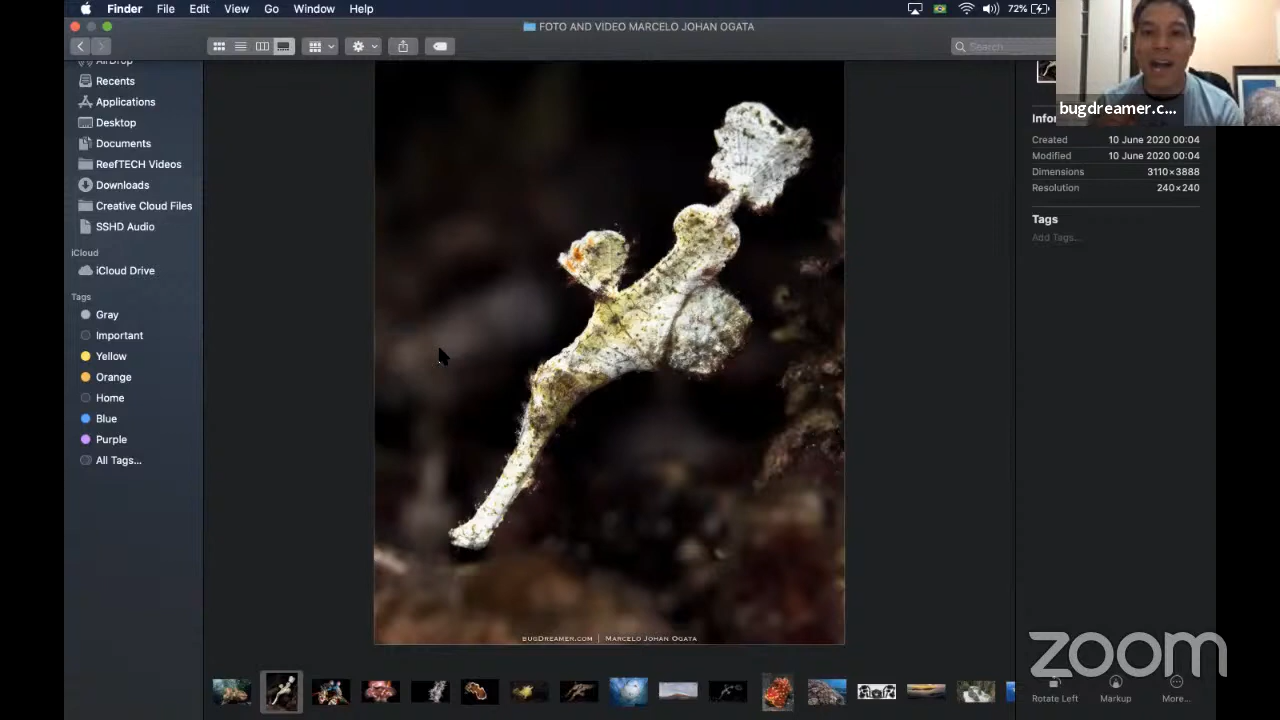 Finder File Edit View Go Window Help 72%
FOTO AND VIDEO MARCELO JOHAN OGATA
Search
AirDrop
Recents
Applications
Desktop
Documents
ReefTECH Videos
Downloads
Creative Cloud Files
SSHD Audio
iCloud
iCloud Drive
Tags
Gray
Important
Yellow
Orange
Home
Blue
Purple
All Tags...
bugdreamer.c...
Infor
Created 10 June 2020 00:04
Modified 10 June 2020 00:04
Dimensions 3110×3888
Resolution 240×240
Tags
Add Tags...
bugDreamer.com | Marcelo Johan Ogata
zoom
Rotate Left Markup More...